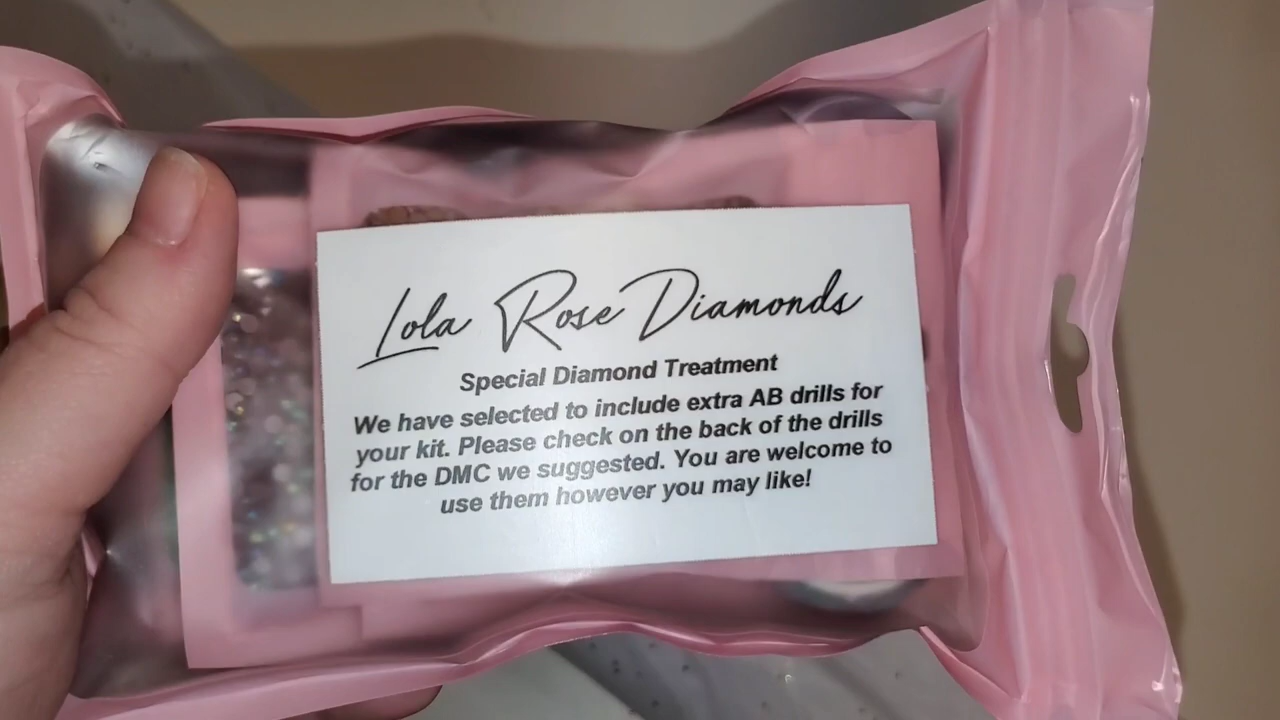 Lola Rose Diamonds
Special Diamond Treatment
We have selected to include extra AB drills for
your kit. Please check on the back of the drills
for the DMC we suggested. You are welcome to
use them however you may like!